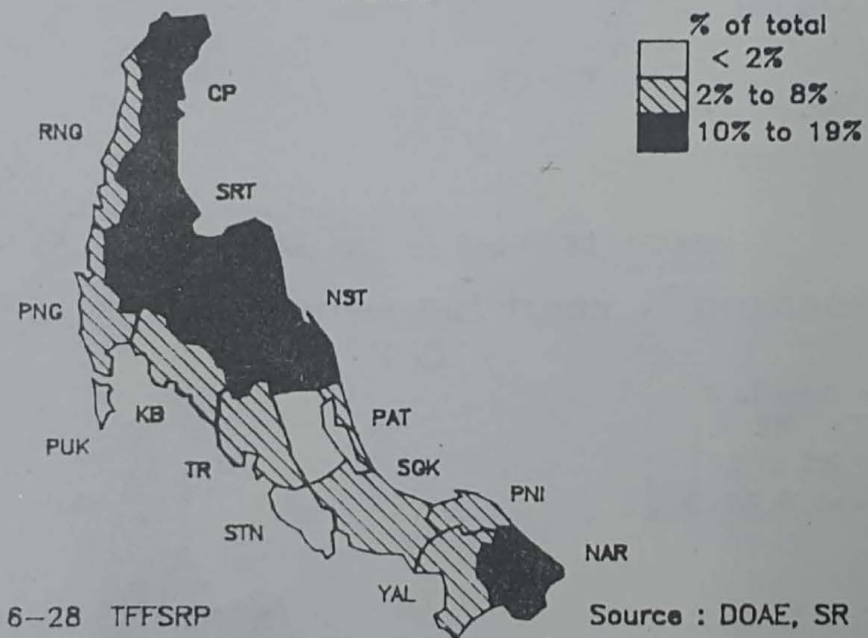 % of total
< 2%
2% to 8%
10% to 19%
CP
RNG
SRT
PNG
NST
KB
PUK
PAT
TR
SGK
PNI
STN
NAR
YAL
6-28 TFFSRP
Source : DOAE, SR